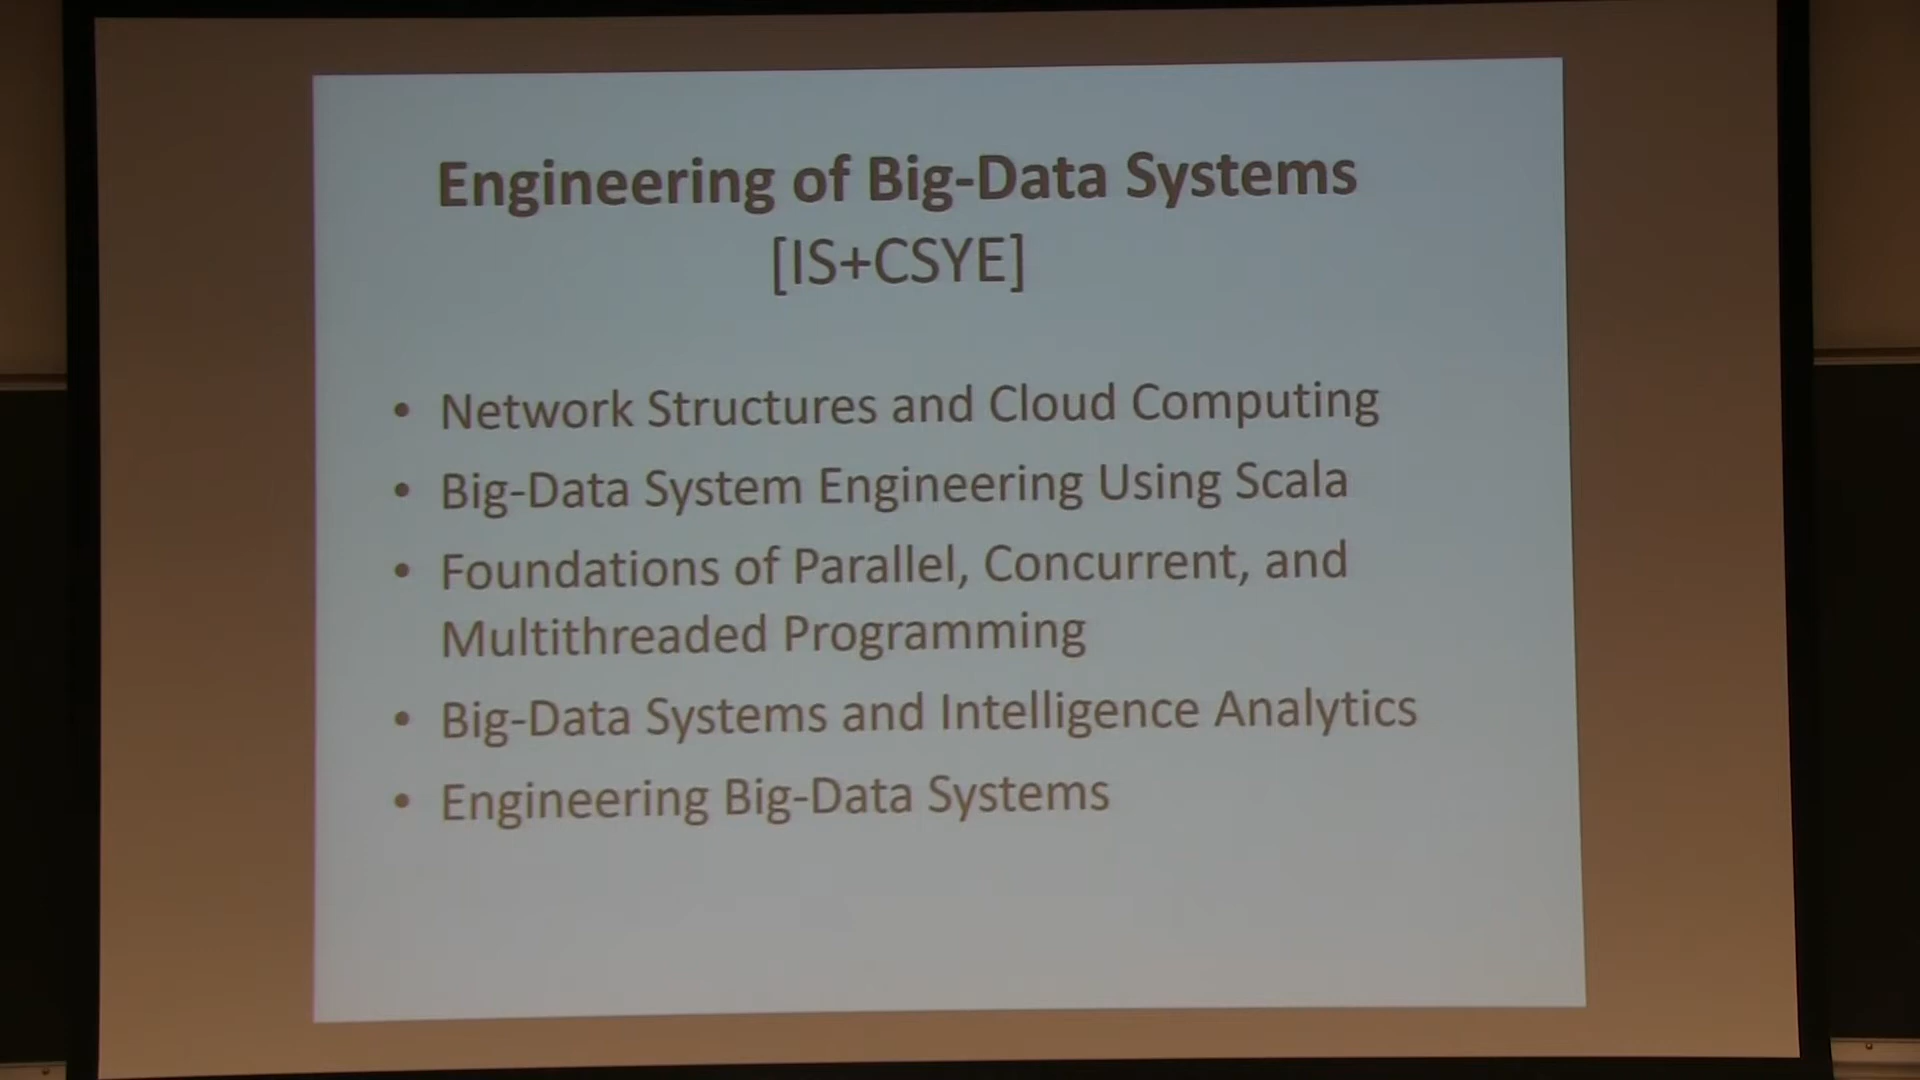 Engineering of Big-Data Systems
[IS+CSYE]
• Network Structures and Cloud Computing
• Big-Data System Engineering Using Scala
• Foundations of Parallel, Concurrent, and
Multithreaded Programming
• Big-Data Systems and Intelligence Analytics
• Engineering Big-Data Systems